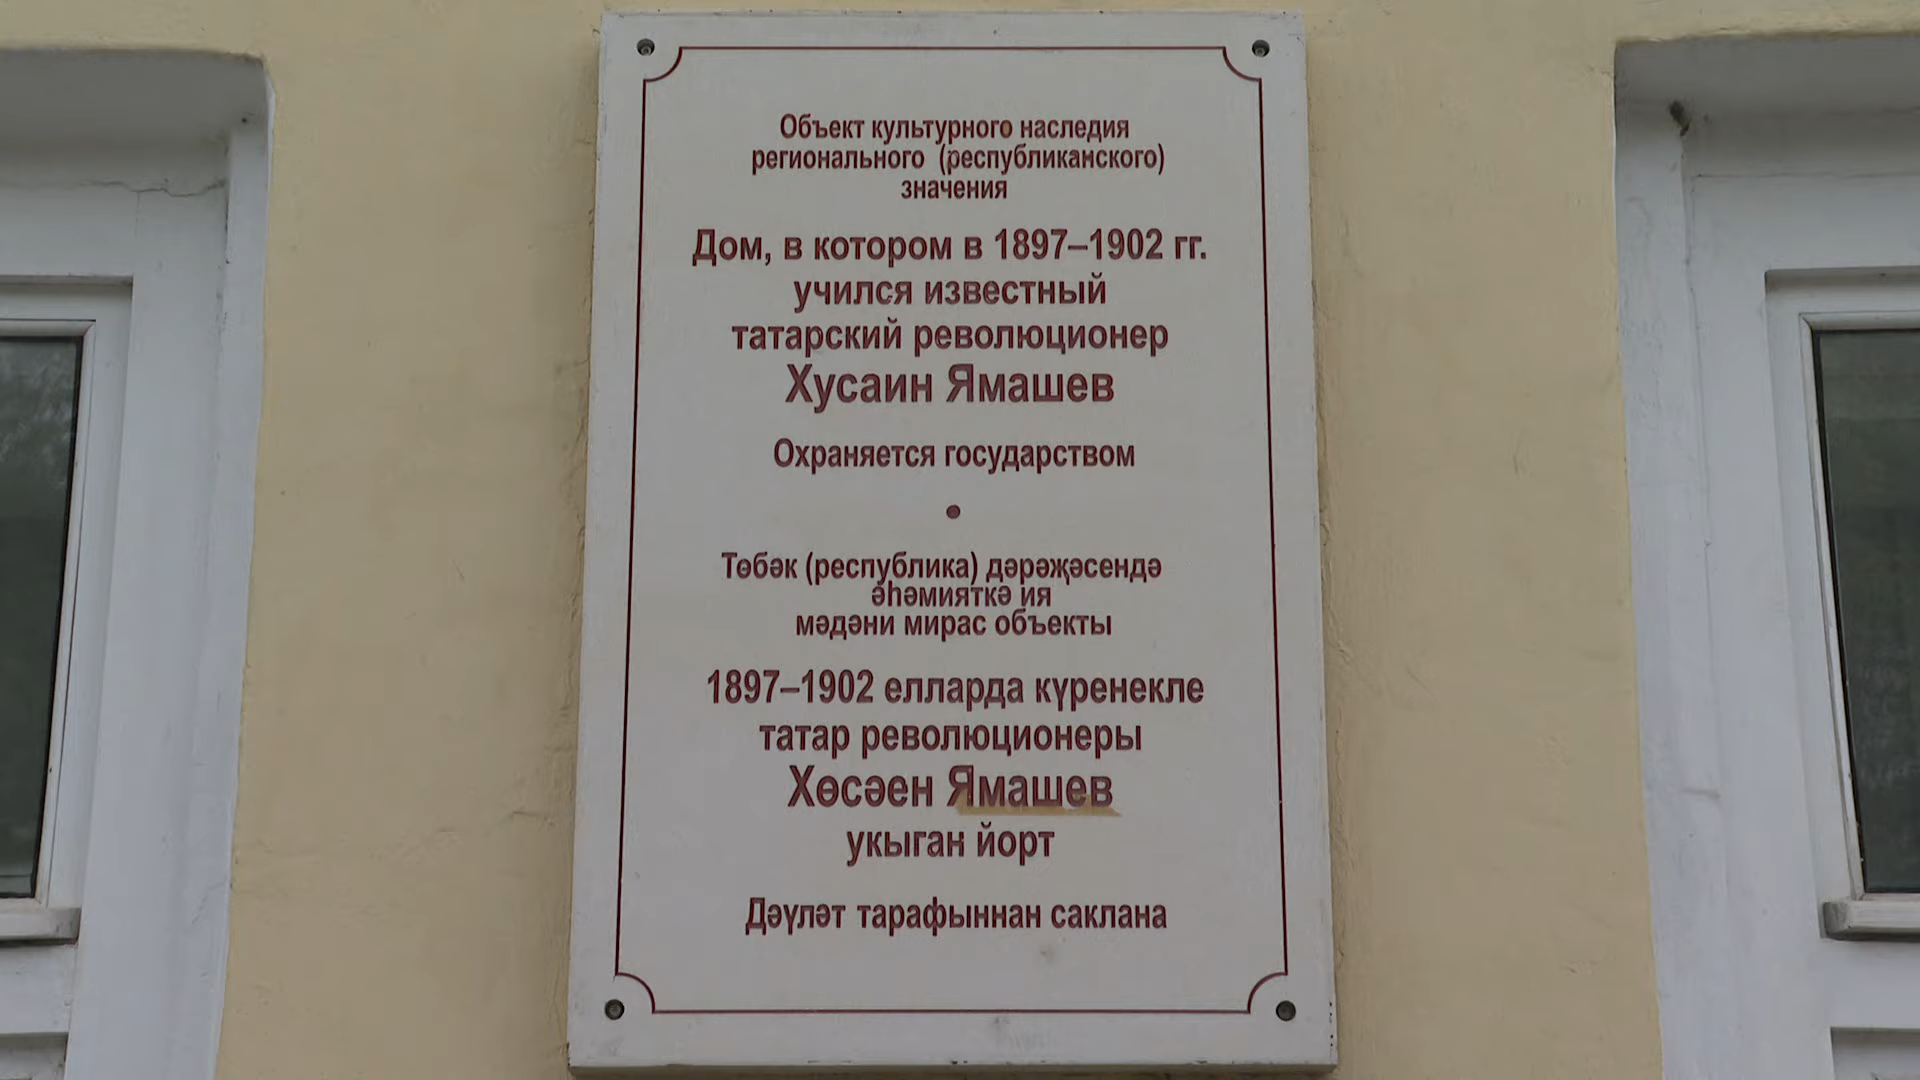 Объект культурного наследия
регионального (республиканского)
значения
Дом, в котором в 1897–1902 гг.
учился известный
татарский революционер
Хусаин Ямашев
Охраняется государством
•
Төбәк (республика) дәрәҗәсендә
әһәмияткә ия
мәдәни мирас объекты
1897–1902 елларда күренекле
татар революционеры
Хөсәен Ямашев
укыган йорт
Дәүләт тарафыннан саклана